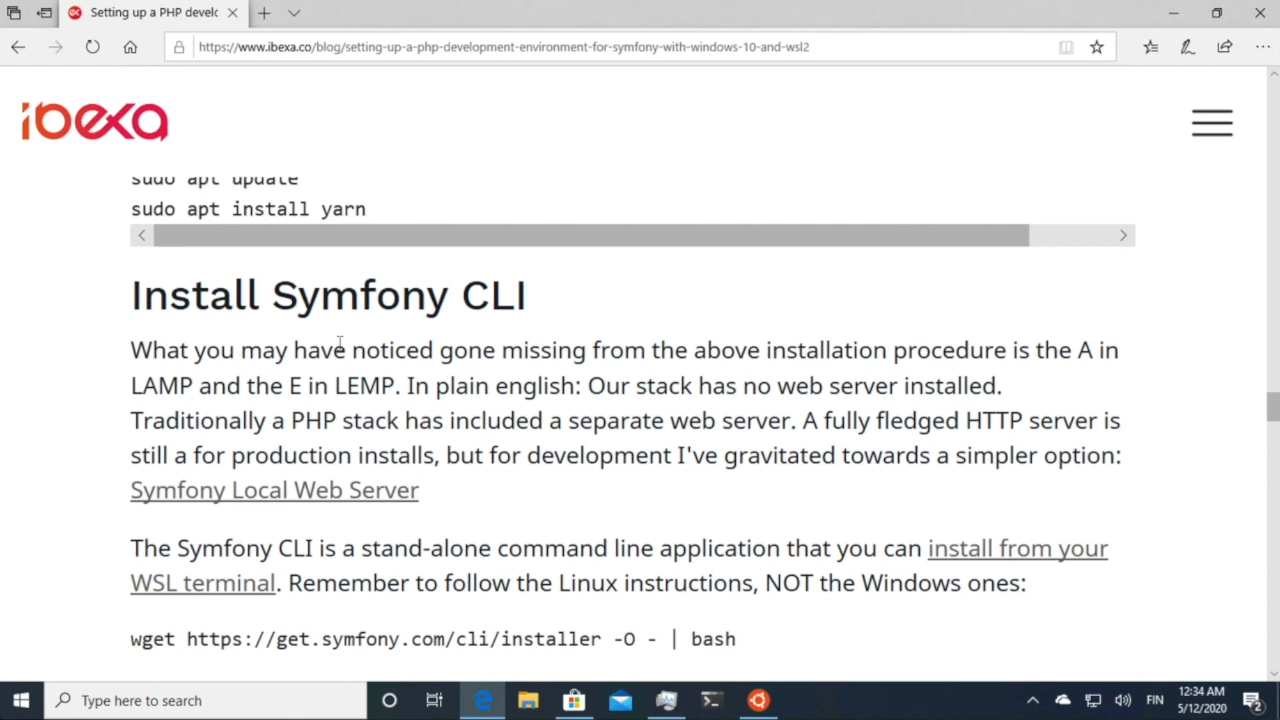 Setting up a PHP develc
https://www.ibexa.co/blog/setting-up-a-php-development-environment-for-symfony-with-windows-10-and-wsl2
ibexa
sudo apt update
sudo apt install yarn
Install Symfony CLI
What you may have noticed gone missing from the above installation procedure is the A in
LAMP and the E in LEMP. In plain english: Our stack has no web server installed.
Traditionally a PHP stack has included a separate web server. A fully fledged HTTP server is
still a for production installs, but for development I've gravitated towards a simpler option:
Symfony Local Web Server
The Symfony CLI is a stand-alone command line application that you can install from your
WSL terminal. Remember to follow the Linux instructions, NOT the Windows ones:
wget https://get.symfony.com/cli/installer -O - | bash
Type here to search
FIN
12:34 AM
5/12/2020
2